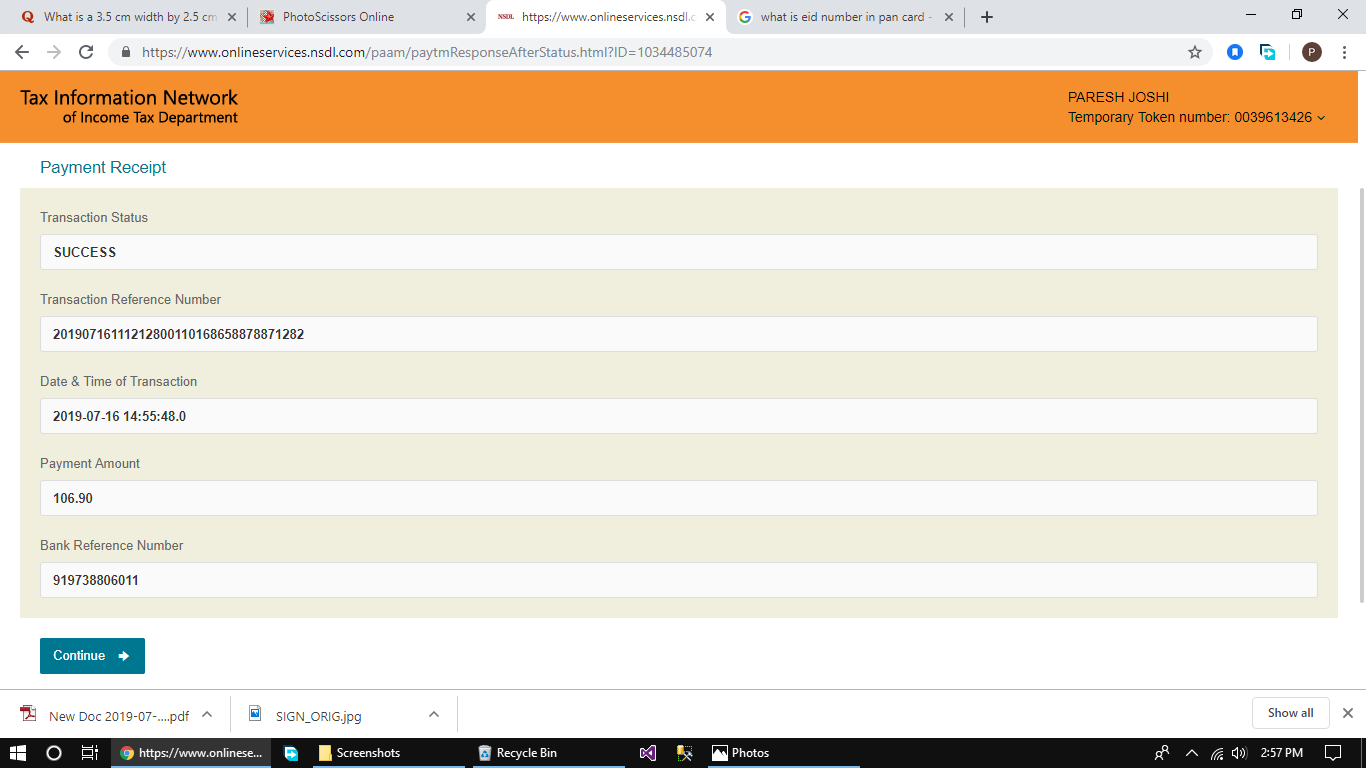 What is a 3.5 cm width by 2.5 cm
PhotoScissors Online
NSDL https://www.onlineservices.nsdl.c
what is eid number in pan card -
https://www.onlineservices.nsdl.com/paam/paytmResponseAfterStatus.html?ID=1034485074
P
Tax Information Network
of Income Tax Department
PARESH JOSHI
Temporary Token number: 0039613426
Payment Receipt
Transaction Status
SUCCESS
Transaction Reference Number
20190716111212800110168658878871282
Date & Time of Transaction
2019-07-16 14:55:48.0
Payment Amount
106.90
Bank Reference Number
919738806011
Continue
New Doc 2019-07-....pdf
SIGN_ORIG.jpg
Show all
https://www.onlinese...
Screenshots
Recycle Bin
Photos
2:57 PM